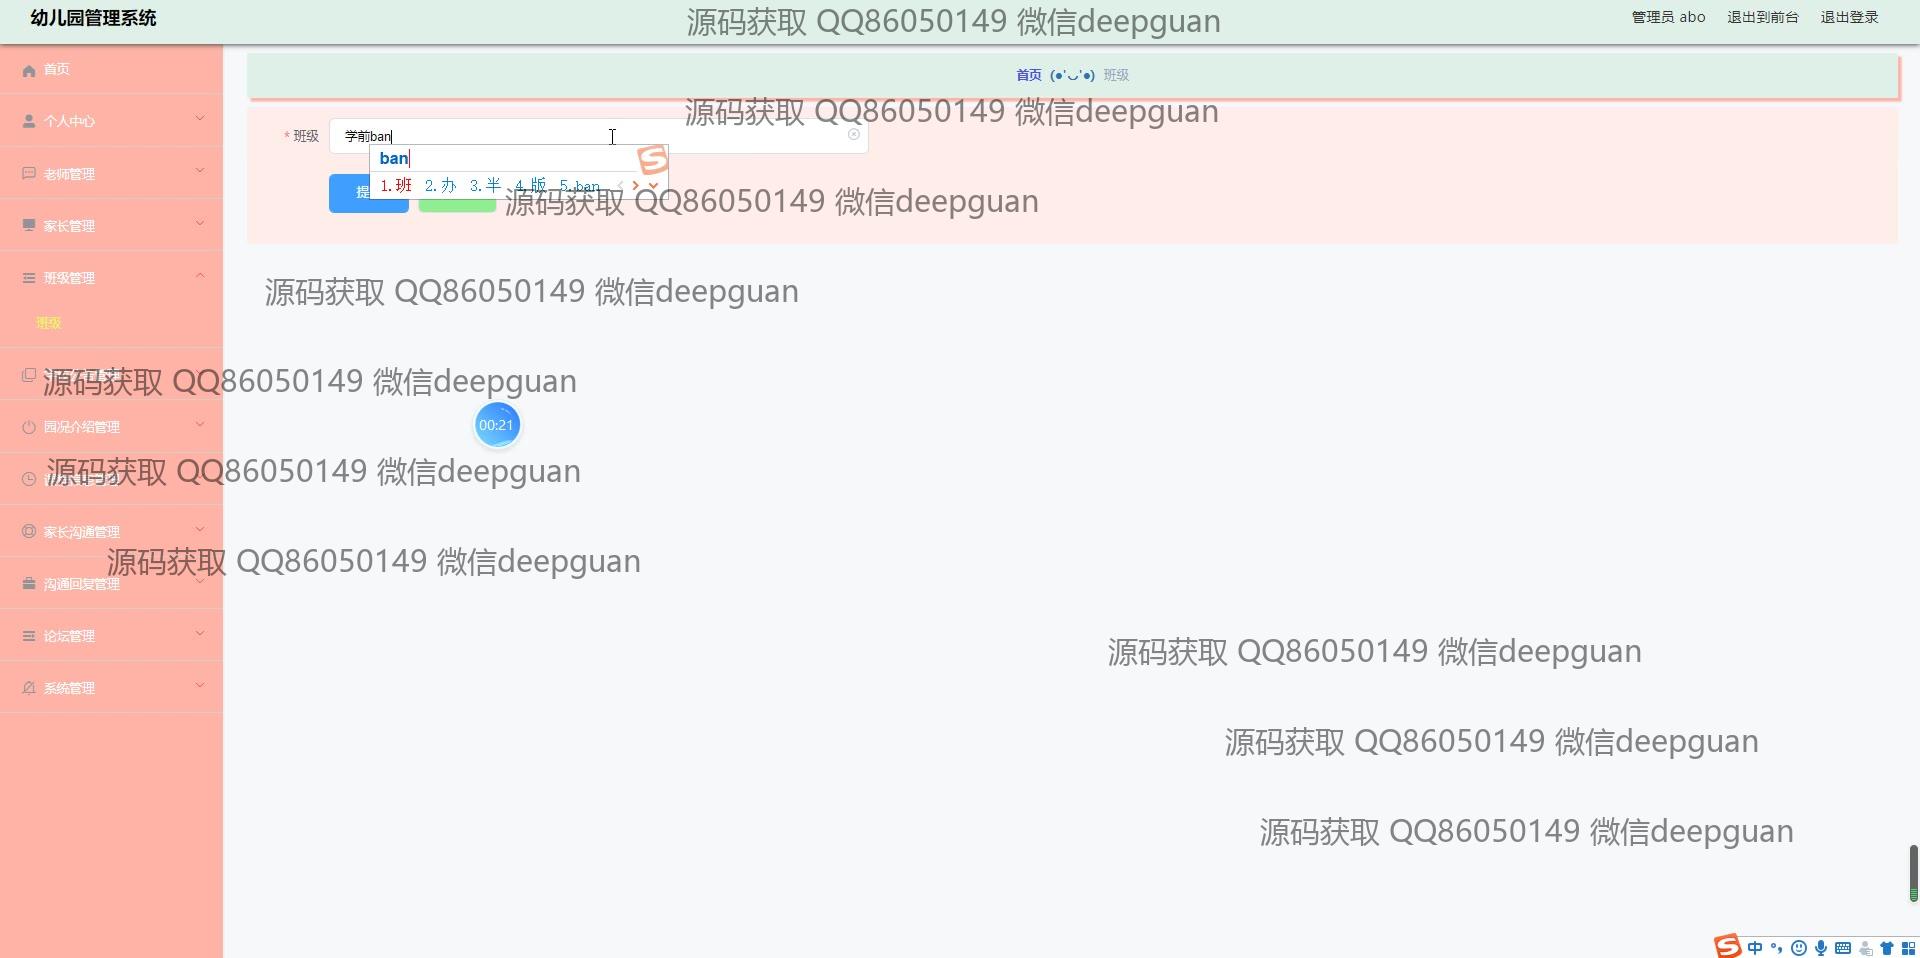 幼儿园管理系统
源码获取 QQ86050149 微信deepguan
管理员 abo 退出到前台 退出登录
首页
首页 (●'◡'●) 班级
源码获取 QQ86050149 微信deepguan
个人中心
* 班级 学前ban
ban
老师管理
1.班 2.办 3.半 4.版 5.ban
源码获取 QQ86050149 微信deepguan
家长管理
班级管理
源码获取 QQ86050149 微信deepguan
班级
源码获取 QQ86050149 微信deepguan
园况介绍管理
00:21
源码获取 QQ86050149 微信deepguan
家长沟通管理
源码获取 QQ86050149 微信deepguan
沟通回复管理
论坛管理
源码获取 QQ86050149 微信deepguan
系统管理
源码获取 QQ86050149 微信deepguan
源码获取 QQ86050149 微信deepguan
中